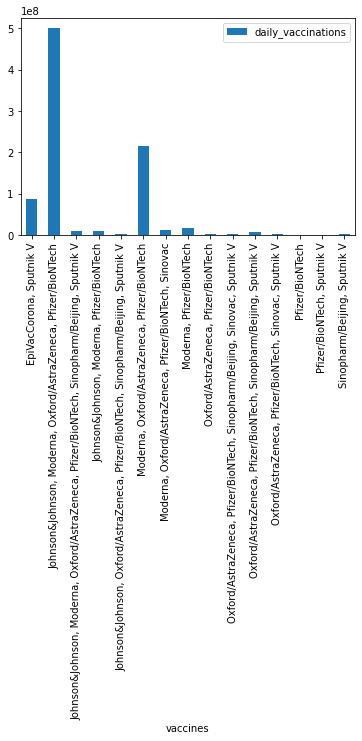 1e8
daily_vaccinations
5
4
3
2
1
0
EpiVacCorona, Sputnik V
Johnson&Johnson, Moderna, Oxford/AstraZeneca, Pfizer/BioNTech
Johnson&Johnson, Moderna, Oxford/AstraZeneca, Pfizer/BioNTech, Sinopharm/Beijing, Sputnik V
Johnson&Johnson, Moderna, Pfizer/BioNTech
Johnson&Johnson, Oxford/AstraZeneca, Pfizer/BioNTech, Sinopharm/Beijing, Sputnik V
Moderna, Oxford/AstraZeneca, Pfizer/BioNTech
Moderna, Oxford/AstraZeneca, Pfizer/BioNTech, Sinovac
Moderna, Pfizer/BioNTech
Oxford/AstraZeneca, Pfizer/BioNTech
Oxford/AstraZeneca, Pfizer/BioNTech, Sinopharm/Beijing, Sinovac, Sputnik V
Oxford/AstraZeneca, Pfizer/BioNTech, Sinopharm/Beijing, Sputnik V
Oxford/AstraZeneca, Pfizer/BioNTech, Sinovac, Sputnik V
Pfizer/BioNTech
Pfizer/BioNTech, Sputnik V
Sinopharm/Beijing, Sputnik V
vaccines